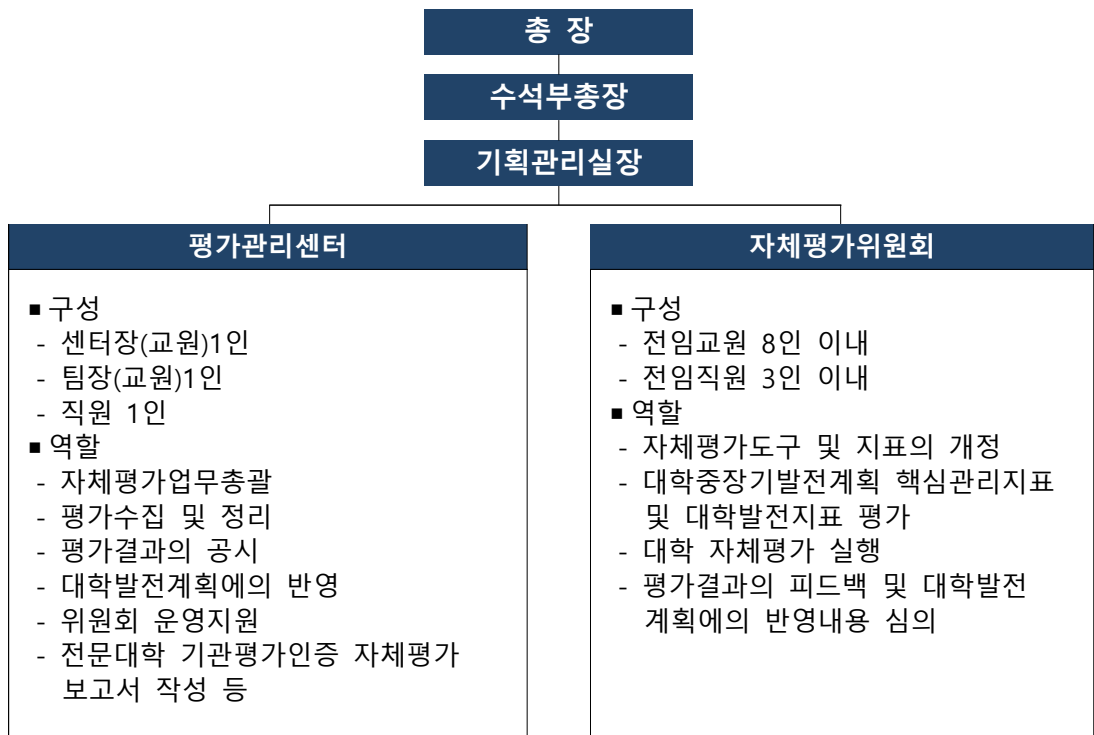 총 장
수석부총장
기획관리실장
평가관리센터
■ 구성
- 센터장(교원)1인
- 팀장(교원)1인
- 직원 1인
■ 역할
- 자체평가업무총괄
- 평가수집 및 정리
- 평가결과의 공시
- 대학발전계획에의 반영
- 위원회 운영지원
- 전문대학 기관평가인증 자체평가
보고서 작성 등
자체평가위원회
■ 구성
- 전임교원 8인 이내
- 전임직원 3인 이내
■ 역할
- 자체평가도구 및 지표의 개정
- 대학중장기발전계획 핵심관리지표
및 대학발전지표 평가
- 대학 자체평가 실행
- 평가결과의 피드백 및 대학발전
계획에의 반영내용 심의